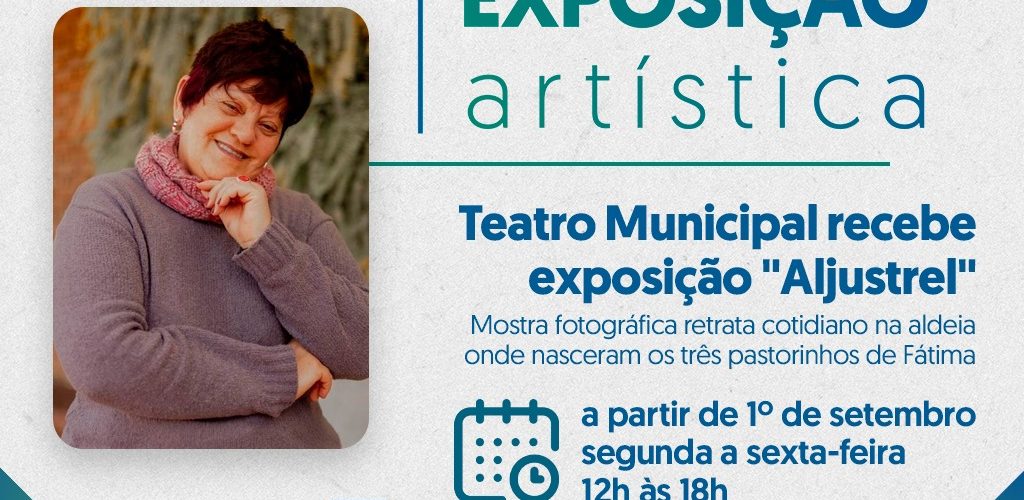 EXPOSIÇÃO
artística
Teatro Municipal recebe
exposição "Aljustrel"
Mostra fotográfica retrata cotidiano na aldeia
onde nasceram os três pastorinhos de Fátima
a partir de 1º de setembro
segunda a sexta-feira
12h às 18h